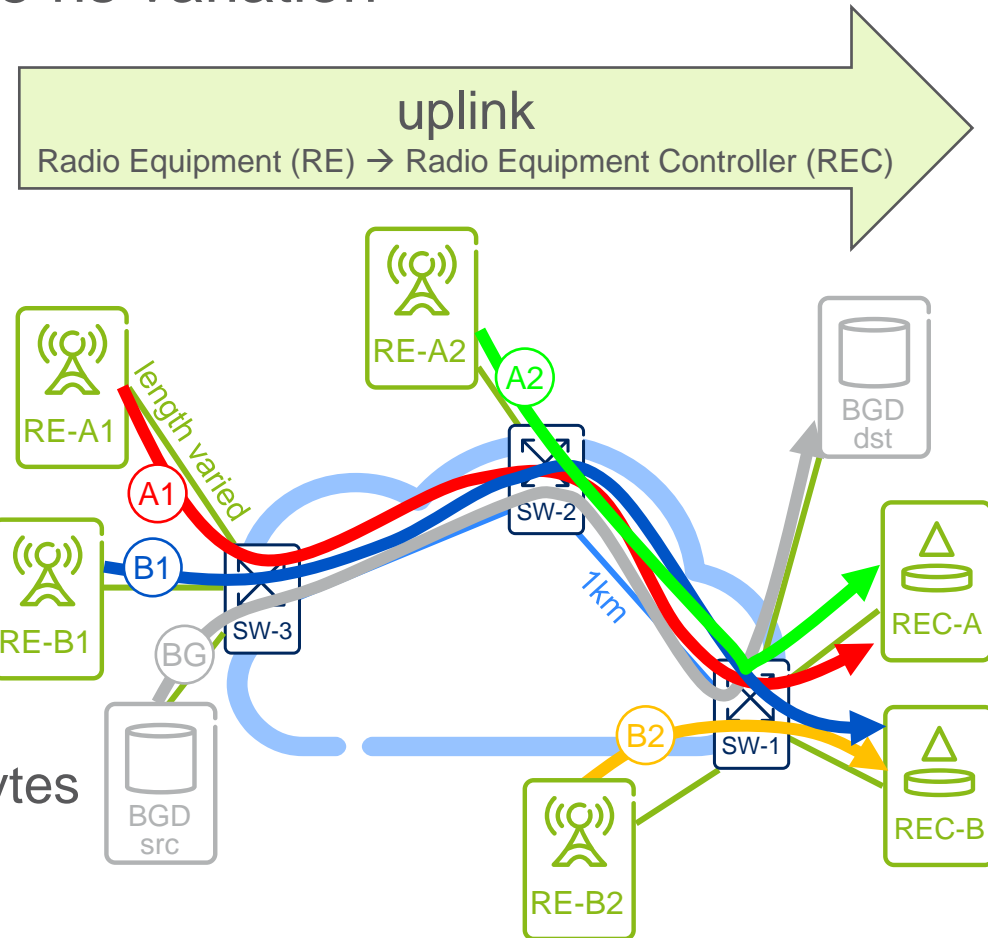 variation
uplink
Radio Equipment (RE) → Radio Equipment Controller (REC)
RE-A2
A2
RE-A1
length varied
A1
BGD
dst
SW-2
RE-B1
B1
SW-3
BG
1km
REC-A
BGD
src
B2
SW-1
RE-B2
REC-B